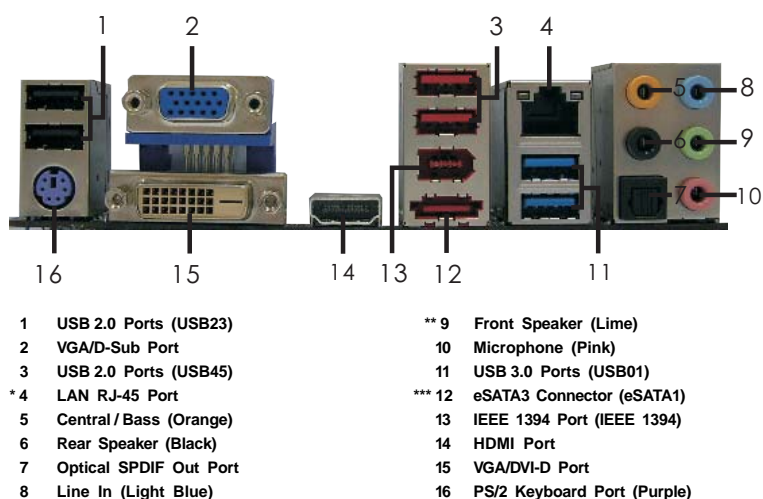 1 2 3 4
5 8
6 9
7 10
16 15 14 13 12 11
1 USB 2.0 Ports (USB23)
2 VGA/D-Sub Port
3 USB 2.0 Ports (USB45)
* 4 LAN RJ-45 Port
5 Central / Bass (Orange)
6 Rear Speaker (Black)
7 Optical SPDIF Out Port
8 Line In (Light Blue)
** 9 Front Speaker (Lime)
10 Microphone (Pink)
11 USB 3.0 Ports (USB01)
*** 12 eSATA3 Connector (eSATA1)
13 IEEE 1394 Port (IEEE 1394)
14 HDMI Port
15 VGA/DVI-D Port
16 PS/2 Keyboard Port (Purple)